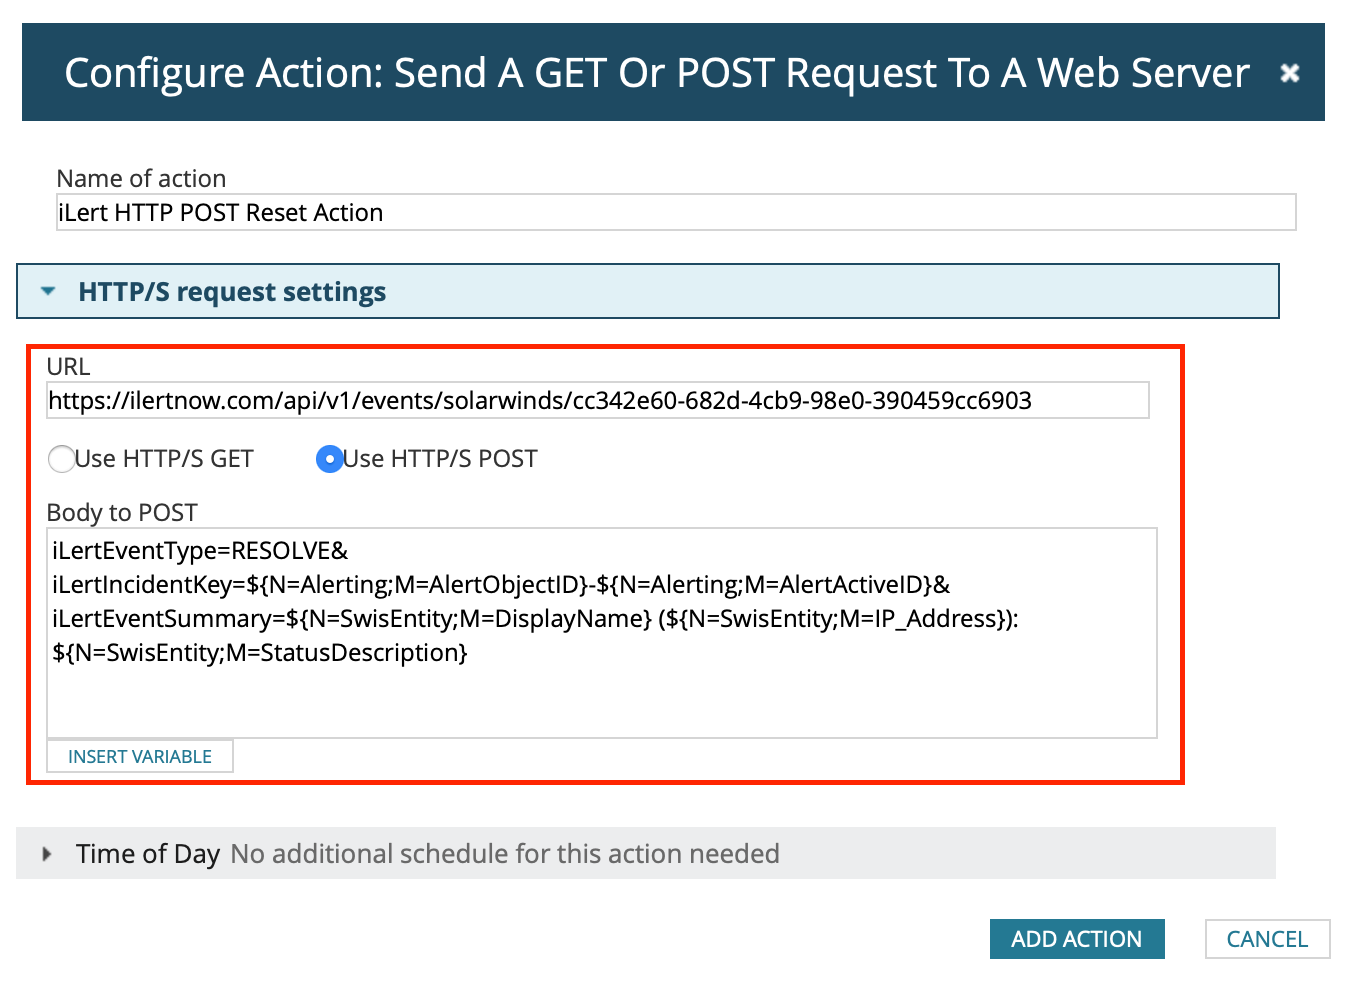 Configure Action: Send A GET Or POST Request To A Web Server
Name of action
iLert HTTP POST Reset Action
HTTP/S request settings
URL
https://ilertnow.com/api/v1/events/solarwinds/cc342e60-682d-4cb9-98e0-390459cc6903
Use HTTP/S GET Use HTTP/S POST
Body to POST
iLertEventType=RESOLVE&
iLertIncidentKey=${N=Alerting;M=AlertObjectID}-${N=Alerting;M=AlertActiveID}&
iLertEventSummary=${N=SwisEntity;M=DisplayName} (${N=SwisEntity;M=IP_Address}):
${N=SwisEntity;M=StatusDescription}
INSERT VARIABLE
Time of Day No additional schedule for this action needed
ADD ACTION CANCEL